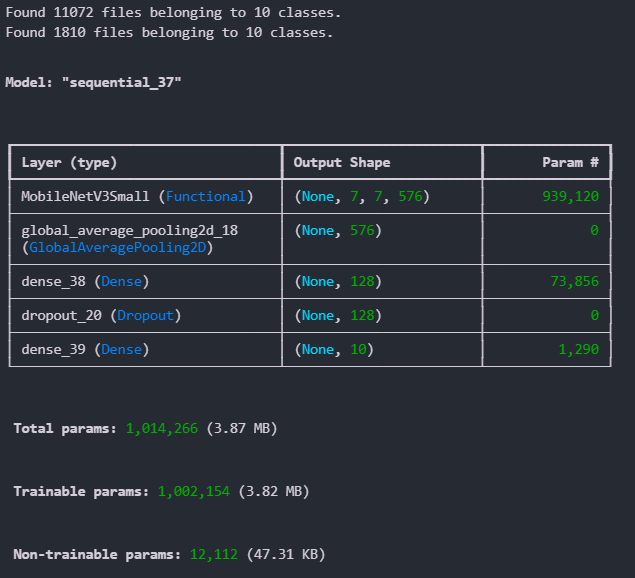 Found 11072 files belonging to 10 classes.
Found 1810 files belonging to 10 classes.
Model: "sequential_37"
Layer (type) Output Shape Param #
MobileNetV3Small (Functional) (None, 7, 7, 576) 939,120
global_average_pooling2d_18 (None, 576) 0
(GlobalAveragePooling2D)
dense_38 (Dense) (None, 128) 73,856
dropout_20 (Dropout) (None, 128) 0
dense_39 (Dense) (None, 10) 1,290
Total params: 1,014,266 (3.87 MB)
Trainable params: 1,002,154 (3.82 MB)
Non-trainable params: 12,112 (47.31 KB)